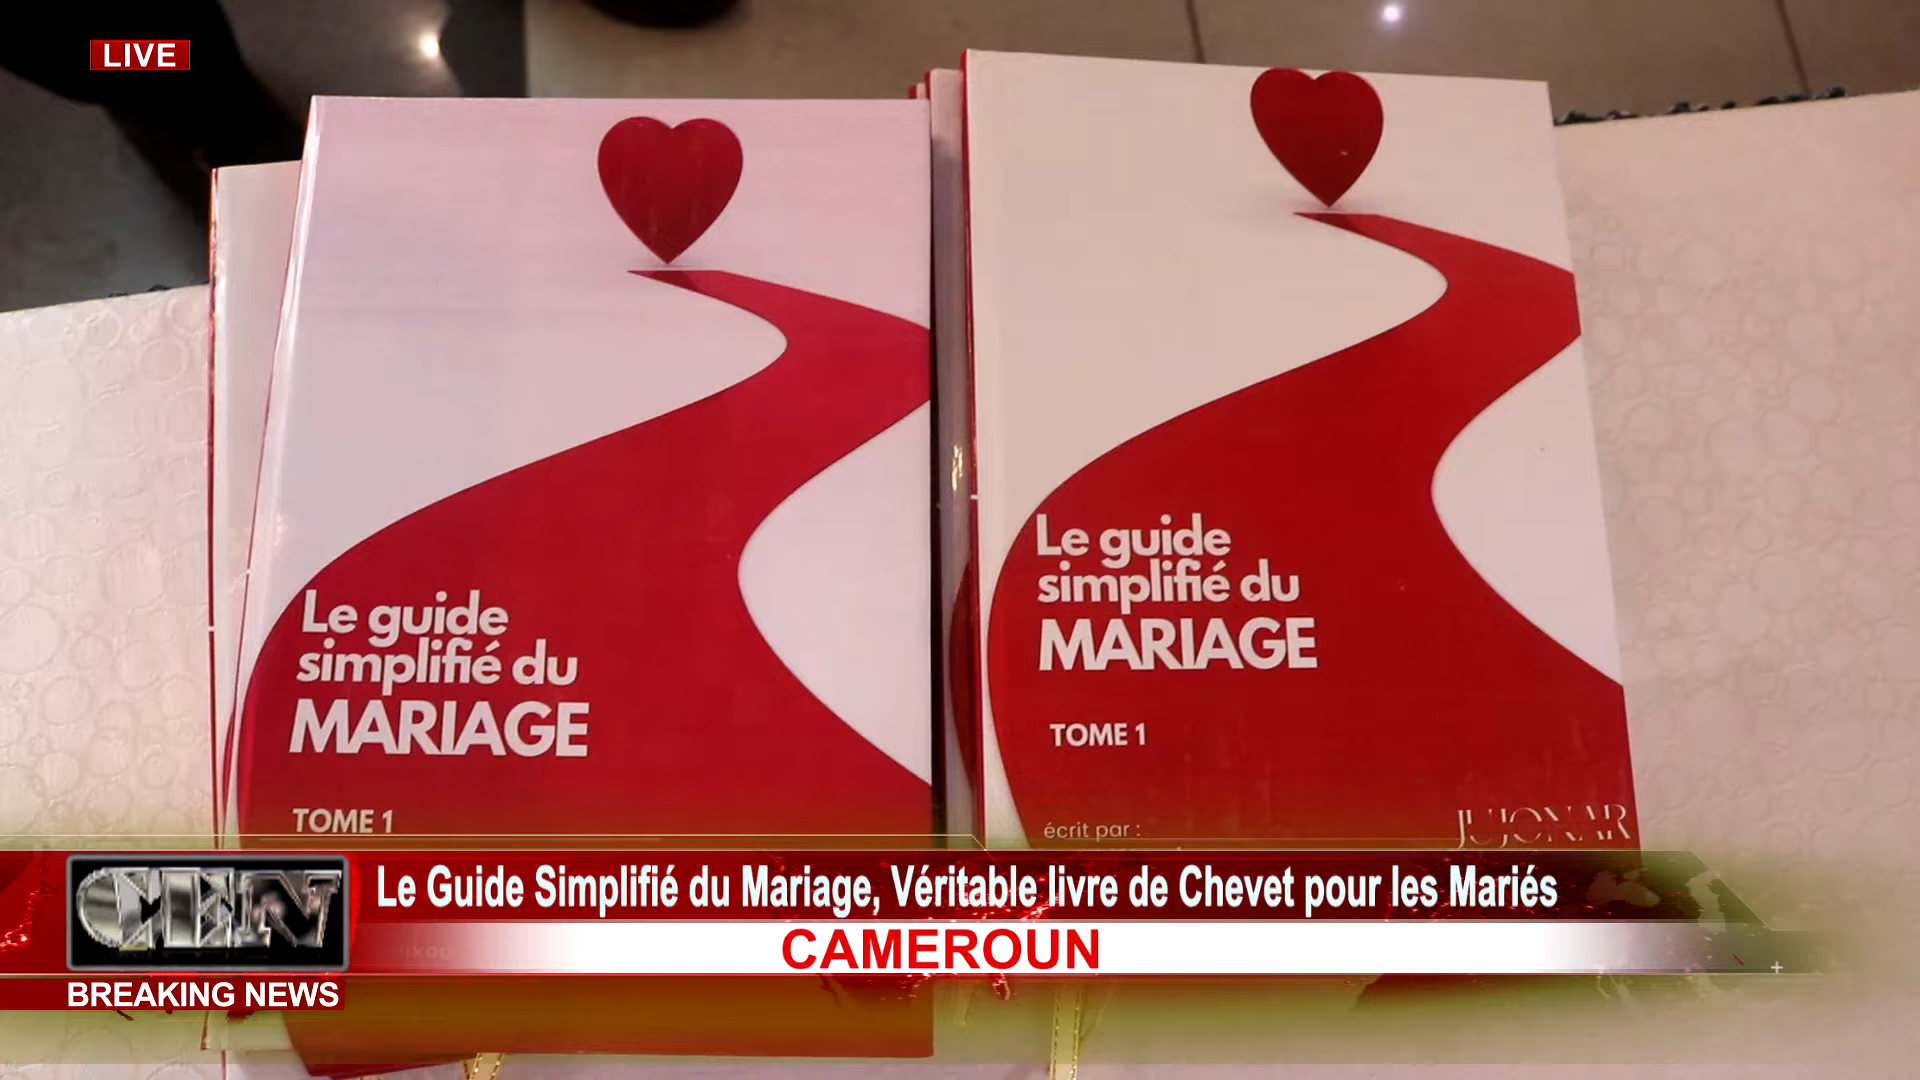 LIVE
Le guide
simplifié du
MARIAGE
TOME 1
Le guide
simplifié du
MARIAGE
TOME 1
écrit par :
JUJONAR
CEN
Le Guide Simplifié du Mariage, Véritable livre de Chevet pour les Mariés
CAMEROUN
BREAKING NEWS